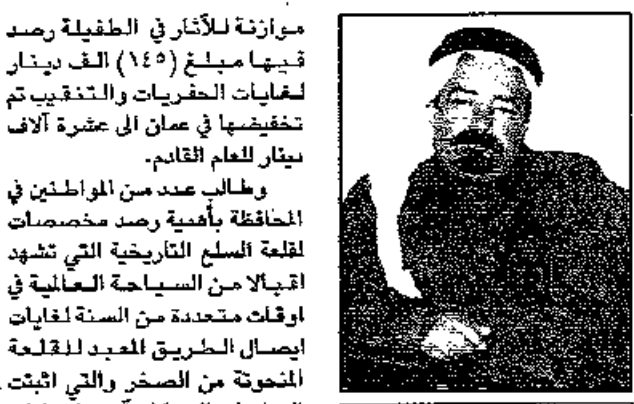 موازنة للآثار في الطفيلة رصد
فيها مبلغ (١٤٥) الف دينار
لغايات الحفريات والتنقيب تم
تخفيضها في عمان الى عشرة آلاف
دينار للعام القادم.
وطالب عدد من المواطنين في
المحافظة بأهمية رصد مخصصات
لقلعة السلع التاريخية التي تشهد
اقبالا من السياحة العالمية في
اوقات متعددة من السنة لغايات
ايصال الطريق المعبد للقلعة
المنحوتة من الصخر والتي اثبتت